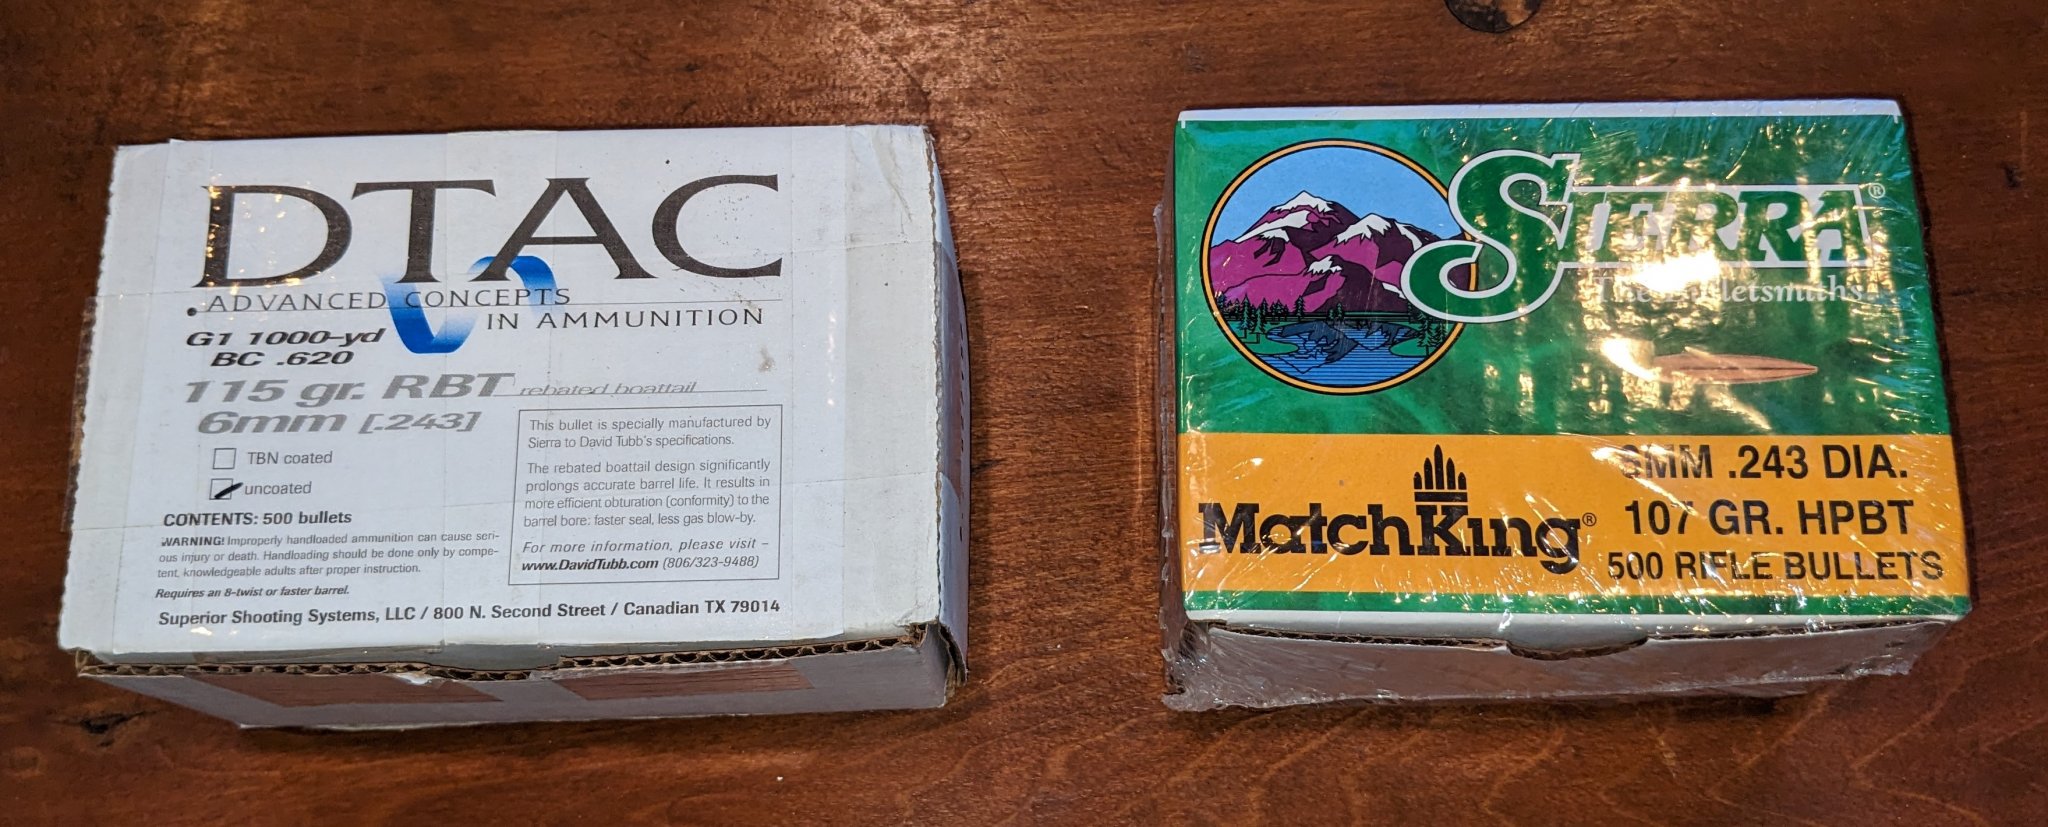 DTAC
ADVANCED CONCEPTS
IN AMMUNITION
G1 1000-yd
BC .620
115 gr. RBT rebated boattail
6mm [.243]
TBN coated
uncoated
CONTENTS: 500 bullets
WARNING! Improperly handloaded ammunition can cause seri-
ous injury or death. Handloading should be done only by compe-
tent, knowledgeable adults after proper instruction.
Requires an 8-twist or faster barrel.
This bullet is specially manufactured by
Sierra to David Tubb's specifications.
The rebated boattail design significantly
prolongs accurate barrel life. It results in
more efficient obturation (conformity) to the
barrel bore: faster seal, less gas blow-by.
For more information, please visit –
www.DavidTubb.com (806/323-9488)
Superior Shooting Systems, LLC / 800 N. Second Street / Canadian TX 79014
SIERRA®
The Bulletsmiths
MatchKing®
6MM .243 DIA.
107 GR. HPBT
500 RIFLE BULLETS